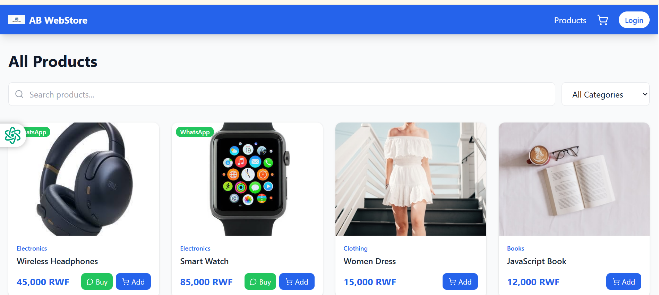 AB WebStore
Products
Login
All Products
Search products...
All Categories
WhatsApp
Electronics
Wireless Headphones
45,000 RWF
Buy
Add
WhatsApp
Electronics
Smart Watch
85,000 RWF
Buy
Add
Clothing
Women Dress
15,000 RWF
Add
Books
JavaScript Book
12,000 RWF
Add